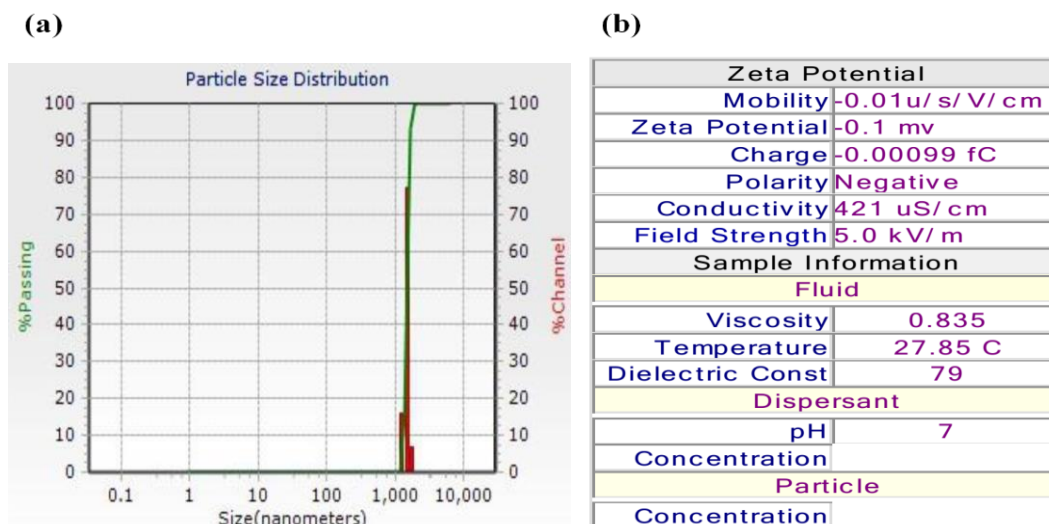 (a)
(b)
Particle Size Distribution
100
90
80
70
60
50
40
30
20
10
0
%Passing
100
90
80
70
60
50
40
30
20
10
0
%Channel
0.1 1 10 100 1,000 10,000
Size(nanometers)
Zeta Potential
Mobility -0.01u/s/V/cm
Zeta Potential -0.1 mv
Charge -0.00099 fC
Polarity Negative
Conductivity 421 uS/cm
Field Strength 5.0 kV/m
Sample Information
Fluid
Viscosity 0.835
Temperature 27.85 C
Dielectric Const 79
Dispersant
pH 7
Concentration
Particle
Concentration